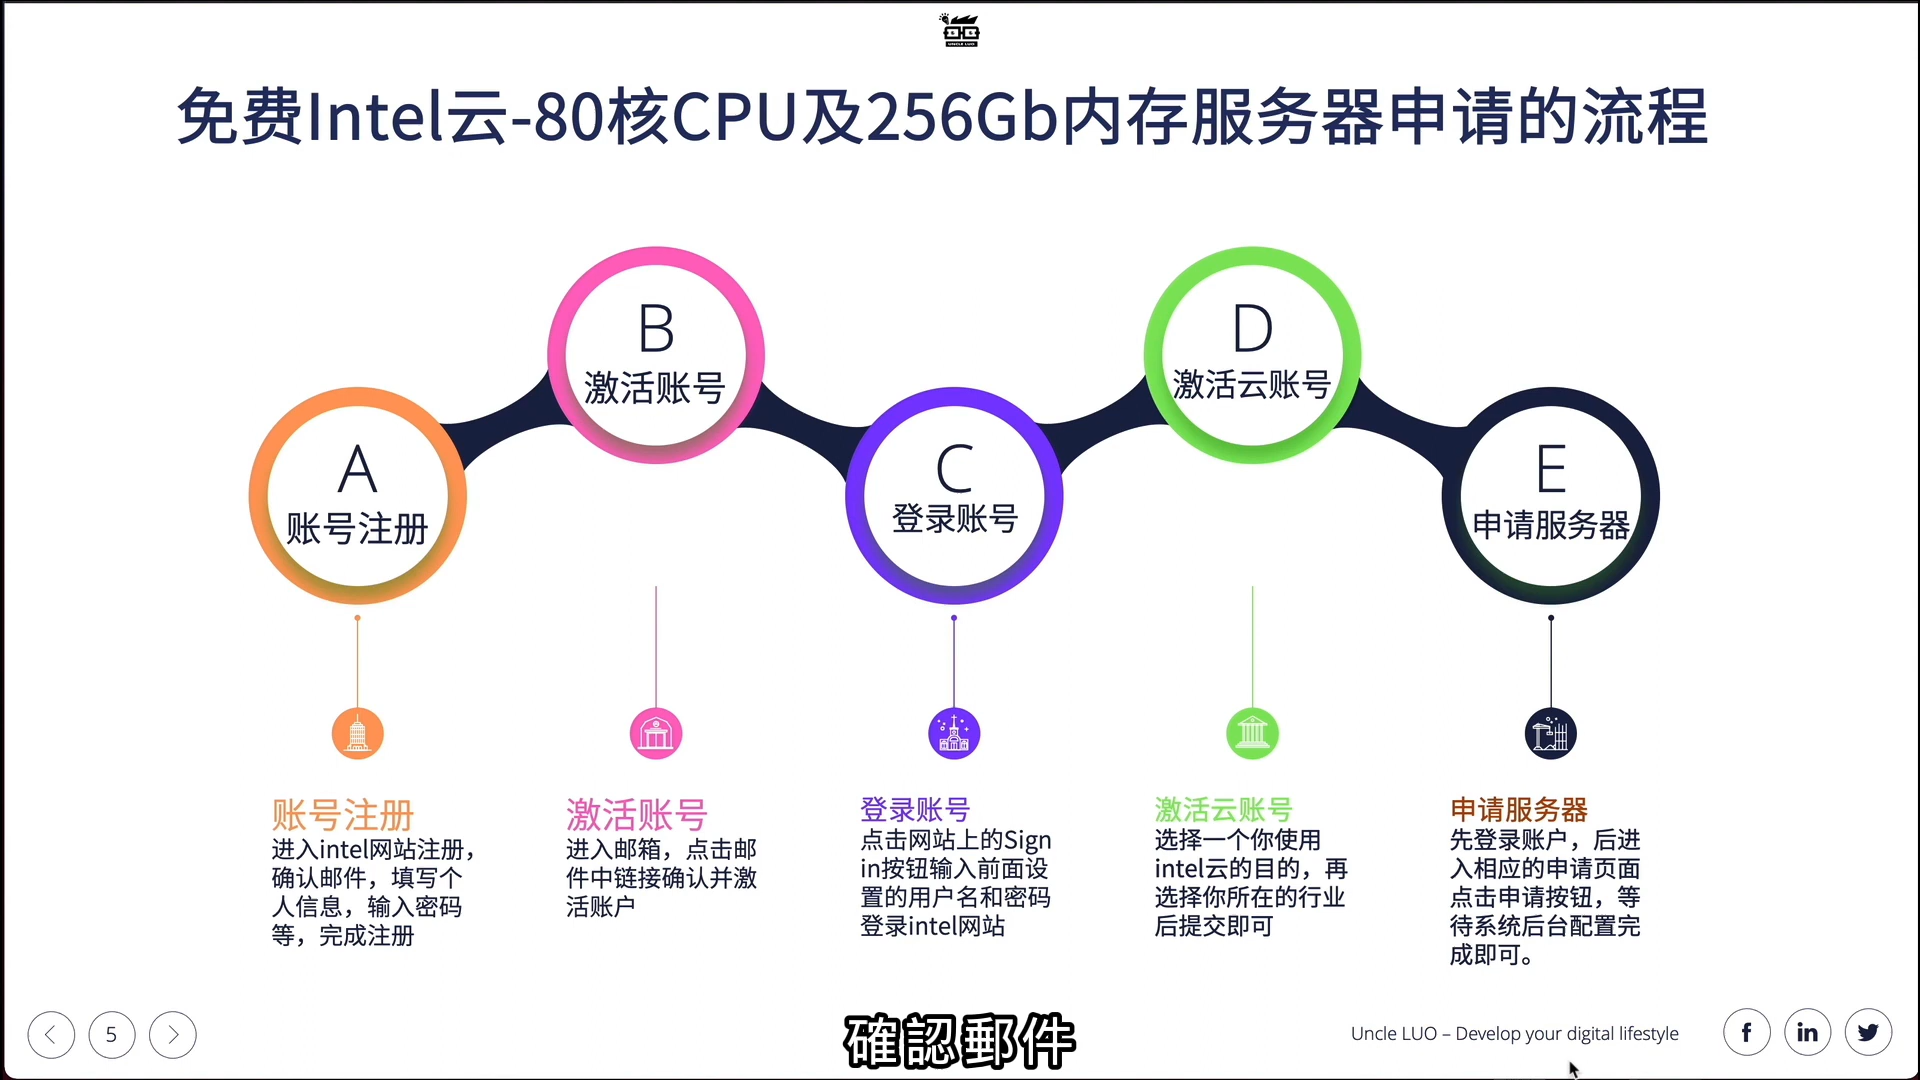 UNCLE LUO
免费Intel云-80核CPU及256Gb内存服务器申请的流程
A
账号注册
B
激活账号
C
登录账号
D
激活云账号
E
申请服务器
账号注册
进入intel网站注册，
确认邮件，填写个
人信息，输入密码
等，完成注册
激活账号
进入邮箱，点击邮
件中链接确认并激
活账户
登录账号
点击网站上的Sign
in按钮输入前面设
置的用户名和密码
登录intel网站
激活云账号
选择一个你使用
intel云的目的，再
选择你所在的行业
后提交即可
申请服务器
先登录账户，后进
入相应的申请页面
点击申请按钮，等
待系统后台配置完
成即可。
5
確認郵件
Uncle LUO – Develop your digital lifestyle
f
in